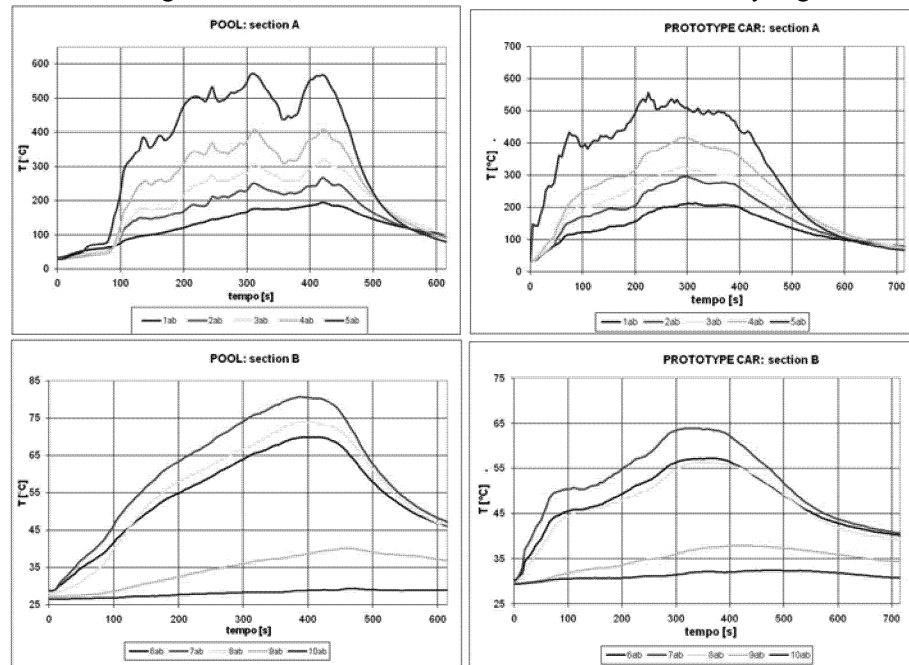 POOL: section A
T [°C]
600
500
400
300
200
100
0
0 100 200 300 400 500 600
tempo [s]
1ab 2ab 3ab 4ab 5ab
PROTOTYPE CAR: section A
T [°C]
700
600
500
400
300
200
100
0
0 100 200 300 400 500 600 700
tempo [s]
1ab 2ab 3ab 4ab 5ab
POOL: section B
T [°C]
85
75
65
55
45
35
25
0 100 200 300 400 500 600
tempo [s]
6ab 7ab 8ab 9ab 10ab
PROTOTYPE CAR: section B
T [°C]
75
65
55
45
35
25
0 100 200 300 400 500 600 700
tempo [s]
6ab 7ab 8ab 9ab 10ab